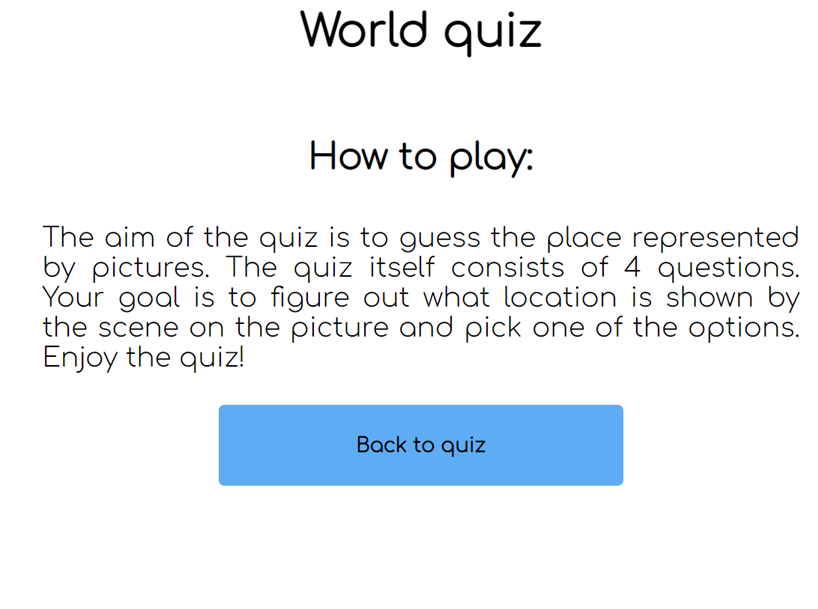 World quiz
How to play:
The aim of the quiz is to guess the place represented
by pictures. The quiz itself consists of 4 questions.
Your goal is to figure out what location is shown by
the scene on the picture and pick one of the options.
Enjoy the quiz!
Back to quiz